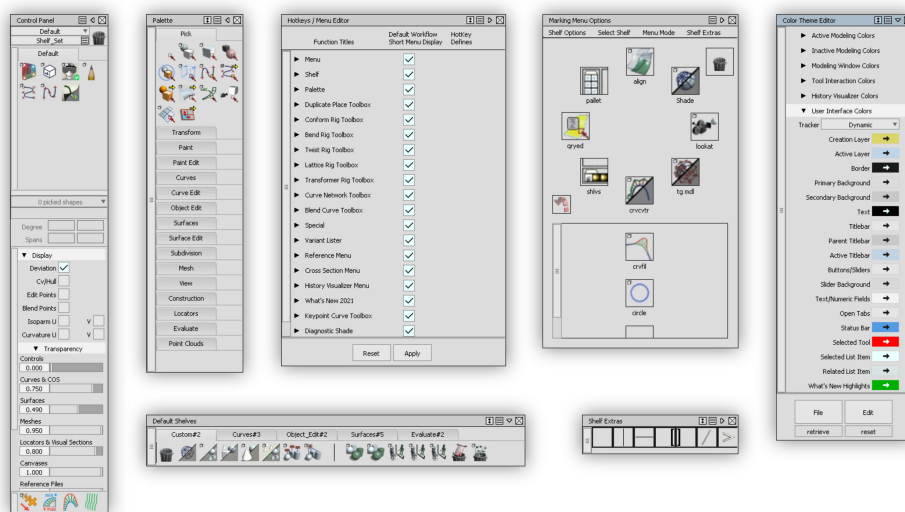 Control Panel
Default
Shelf_Set
Default
0 picked shapes
Degree
Spans
Display
Deviation
Cv/Hull
Edit Points
Blend Points
Isoparm U V
Curvature U V
Transparency
Controls
0.000
Curves & COS
0.750
Surfaces
0.490
Meshes
0.950
Locators & Visual Sections
0.800
Canvases
1.000
Reference Files
Palette
Pick
Transform
Paint
Paint Edit
Curves
Curve Edit
Object Edit
Surfaces
Surface Edit
Subdivision
Mesh
View
Construction
Locators
Evaluate
Point Clouds
Hotkeys / Menu Editor
Function Titles
Default Workflow
Short Menu Display
HotKey
Defines
Menu
Shelf
Palette
Duplicate Place Toolbox
Conform Rig Toolbox
Bend Rig Toolbox
Twist Rig Toolbox
Lattice Rig Toolbox
Transformer Rig Toolbox
Curve Network Toolbox
Blend Curve Toolbox
Special
Variant Lister
Reference Menu
Cross Section Menu
History Visualizer Menu
What's New 2021
Keypoint Curve Toolbox
Diagnostic Shade
Reset Apply
Marking Menu Options
Shelf Options Select Shelf Menu Mode Shelf Extras
align
pallet
Shade
qryed
lookat
shlvs
tg mdl
crvcvtr
crvfll
circle
Color Theme Editor
Active Modeling Colors
Inactive Modeling Colors
Modeling Window Colors
Tool Interaction Colors
History Visualizer Colors
User Interface Colors
Tracker Dynamic
Creation Layer
Active Layer
Border
Primary Background
Secondary Background
Text
Titlebar
Parent Titlebar
Active Titlebar
Buttons/Sliders
Slider Background
Text/Numeric Fields
Open Tabs
Status Bar
Selected Tool
Selected List Item
Related List Item
What's New Highlights
File Edit
retrieve reset
Default Shelves
Custom#2 Curves#3 Object_Edit#2 Surfaces#5 Evaluate#2
Shelf Extras